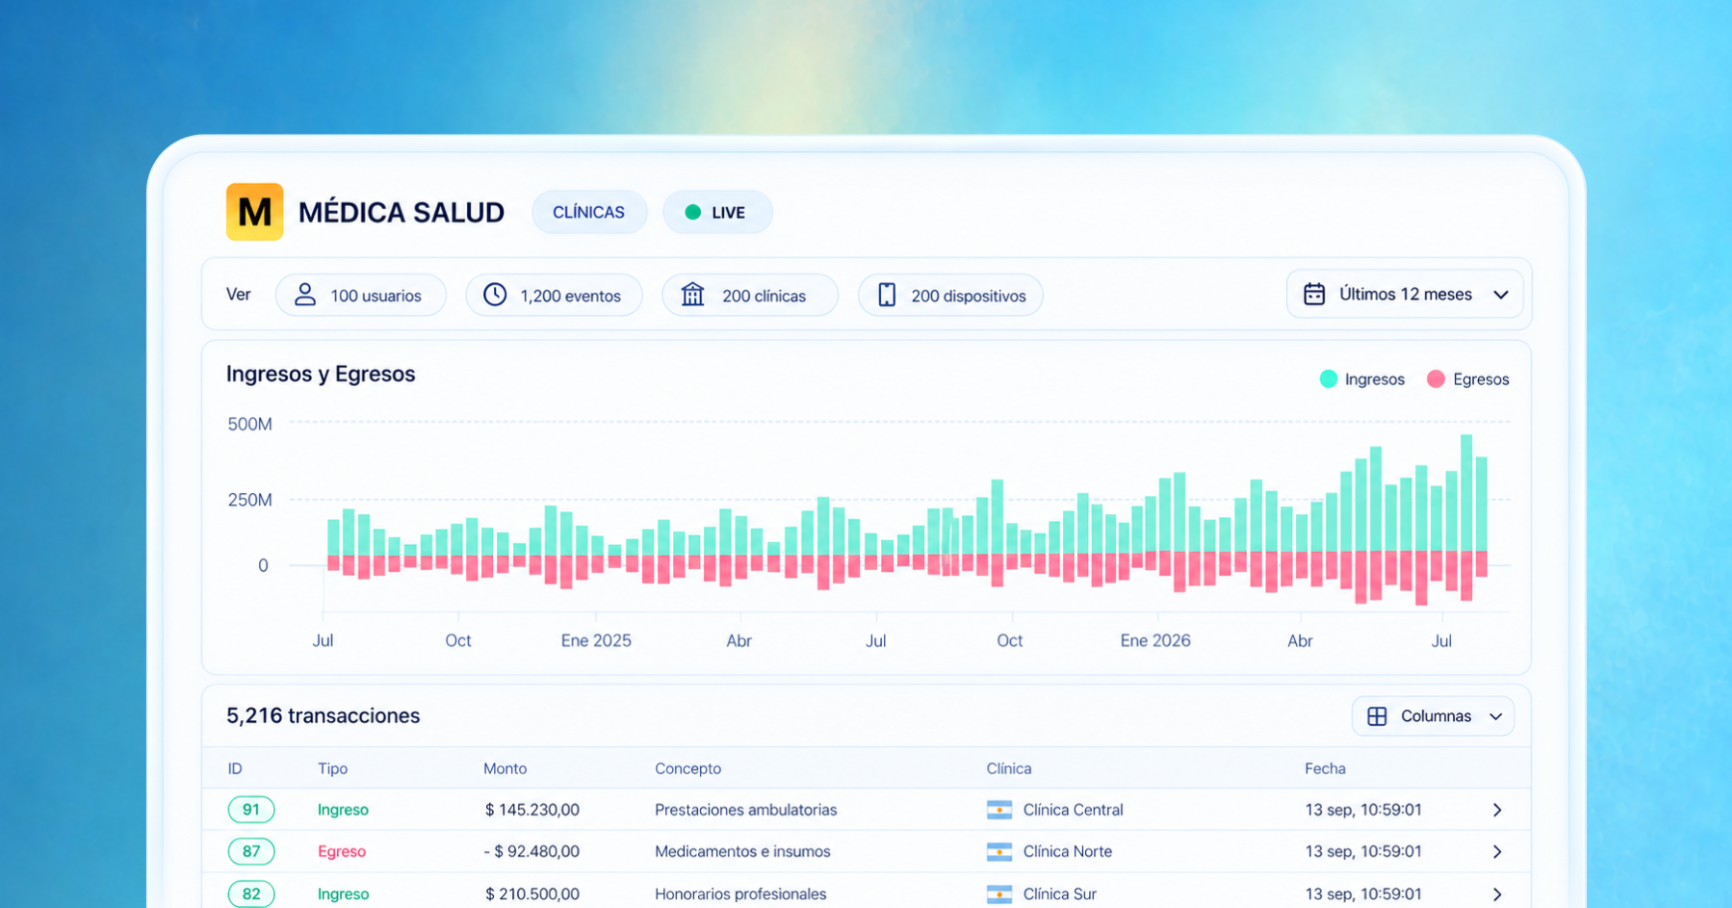 M MÉDICA SALUD CLÍNICAS LIVE
Ver 100 usuarios 1,200 eventos 200 clínicas 200 dispositivos Últimos 12 meses
Ingresos y Egresos Ingresos Egresos
500M
250M
0
Jul Oct Ene 2025 Abr Jul Oct Ene 2026 Abr Jul
5,216 transacciones Columnas
ID Tipo Monto Concepto Clínica Fecha
91 Ingreso $ 145.230,00 Prestaciones ambulatorias Clínica Central 13 sep, 10:59:01
87 Egreso - $ 92.480,00 Medicamentos e insumos Clínica Norte 13 sep, 10:59:01
82 Ingreso $ 210.500,00 Honorarios profesionales Clínica Sur 13 sep, 10:59:01